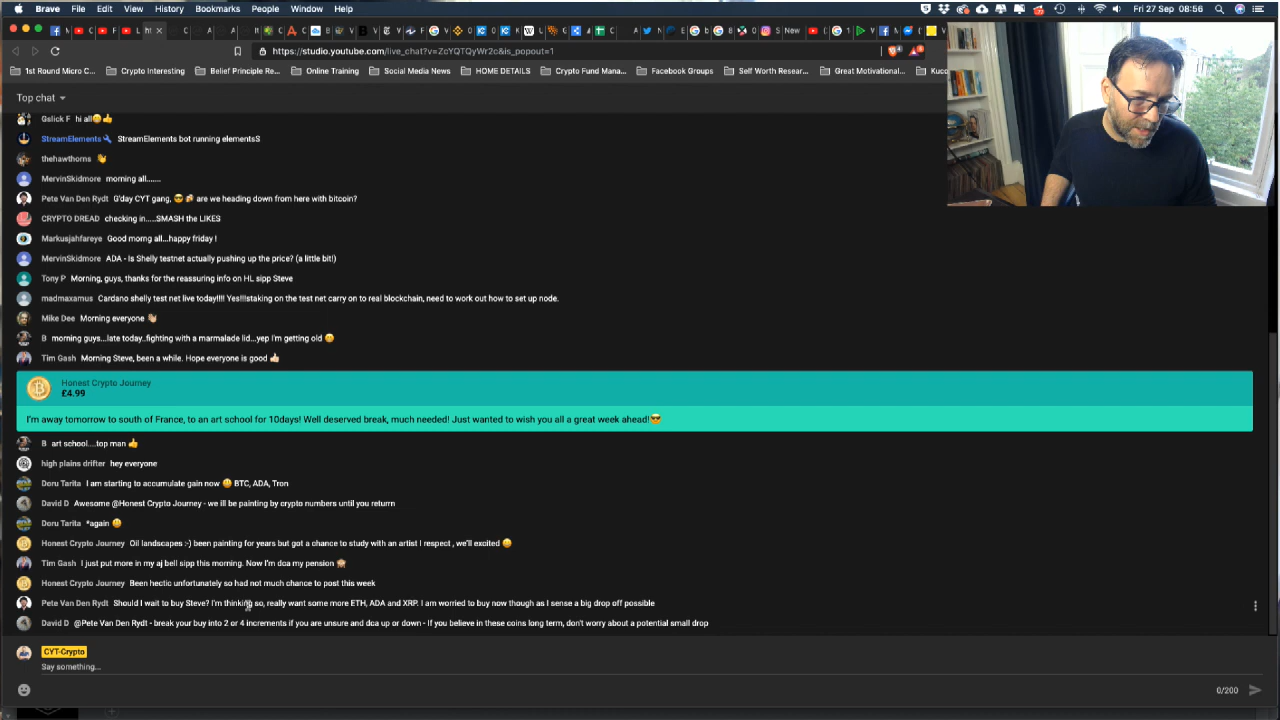 Brave File Edit View History Bookmarks People Window Help Fri 27 Sep 08:56
https://studio.youtube.com/live_chat?v=ZcYQTQyWr2c&is_popout=1
1st Round Micro C... Crypto Interesting Belief Principle Re... Online Training Social Media News HOME DETAILS Crypto Fund Mana... Facebook Groups Self Worth Resear... Great Motivational... Kucc
Top chat
Gslick F hi all😊👍
StreamElements StreamElements bot running elementsS
thehawthorns 👋
MervinSkidmore morning all.......
Pete Van Den Rydt G'day CYT gang, 😎 🍻 are we heading down from here with bitcoin?
CRYPTO DREAD checking in.....SMASH the LIKES
Markusjahfareye Good morng all...happy friday !
MervinSkidmore ADA - Is Shelly testnet actually pushing up the price? (a little bit!)
Tony P Morning, guys, thanks for the reassuring info on HL sipp Steve
madmaxamus Cardano shelly test net live today!!!! Yes!!!staking on the test net carry on to real blockchain, need to work out how to set up node.
Mike Dee Morning everyone 👋
B morning guys...late today..fighting with a marmalade lid...yep I'm getting old 😄
Tim Gash Morning Steve, been a while. Hope everyone is good 👍
Honest Crypto Journey
£4.99
I'm away tomorrow to south of France, to an art school for 10days! Well deserved break, much needed! Just wanted to wish you all a great week ahead!😎
B art school....top man 👍
high plains drifter hey everyone
Doru Tarita I am starting to accumulate gain now 😃 BTC, ADA, Tron
David D Awesome @Honest Crypto Journey - we ill be painting by crypto numbers until you returrn
Doru Tarita *again 😃
Honest Crypto Journey Oil landscapes :-) been painting for years but got a chance to study with an artist I respect , we'll excited 😄
Tim Gash I just put more in my aj bell sipp this morning. Now I'm dca my pension 🙈
Honest Crypto Journey Been hectic unfortunately so had not much chance to post this week
Pete Van Den Rydt Should I wait to buy Steve? I'm thinking so, really want some more ETH, ADA and XRP. I am worried to buy now though as I sense a big drop off possible
David D @Pete Van Den Rydt - break your buy into 2 or 4 increments if you are unsure and dca up or down - If you believe in these coins long term, don't worry about a potential small drop
CYT-Crypto
Say something...
0/200